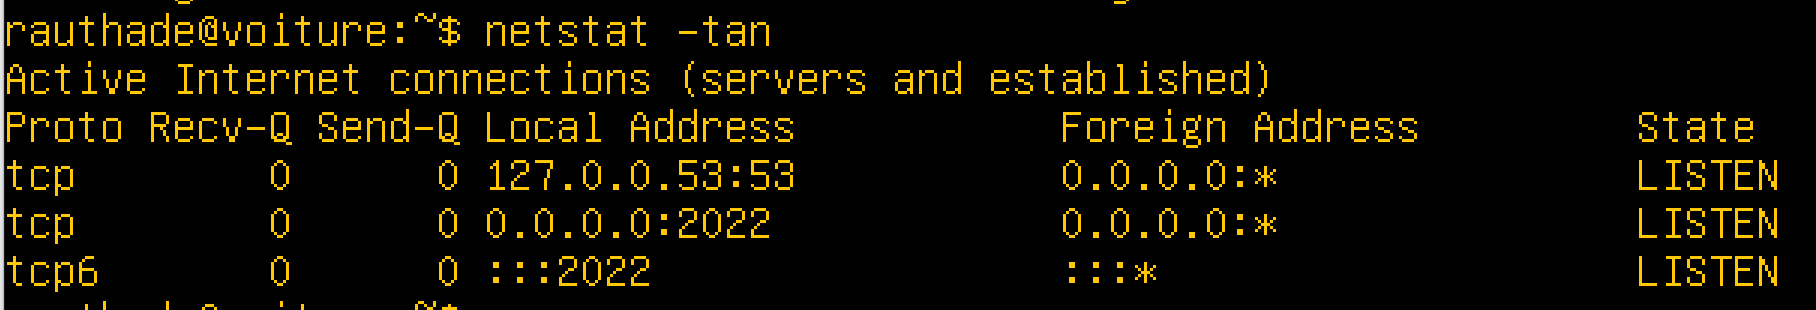 rauthade@voiture:~$ netstat -tan
Active Internet connections (servers and established)
Proto Recv-Q Send-Q Local Address           Foreign Address         State
tcp        0      0 127.0.0.53:53           0.0.0.0:*               LISTEN
tcp        0      0 0.0.0.0:2022            0.0.0.0:*               LISTEN
tcp6       0      0 :::2022                 :::*                    LISTEN